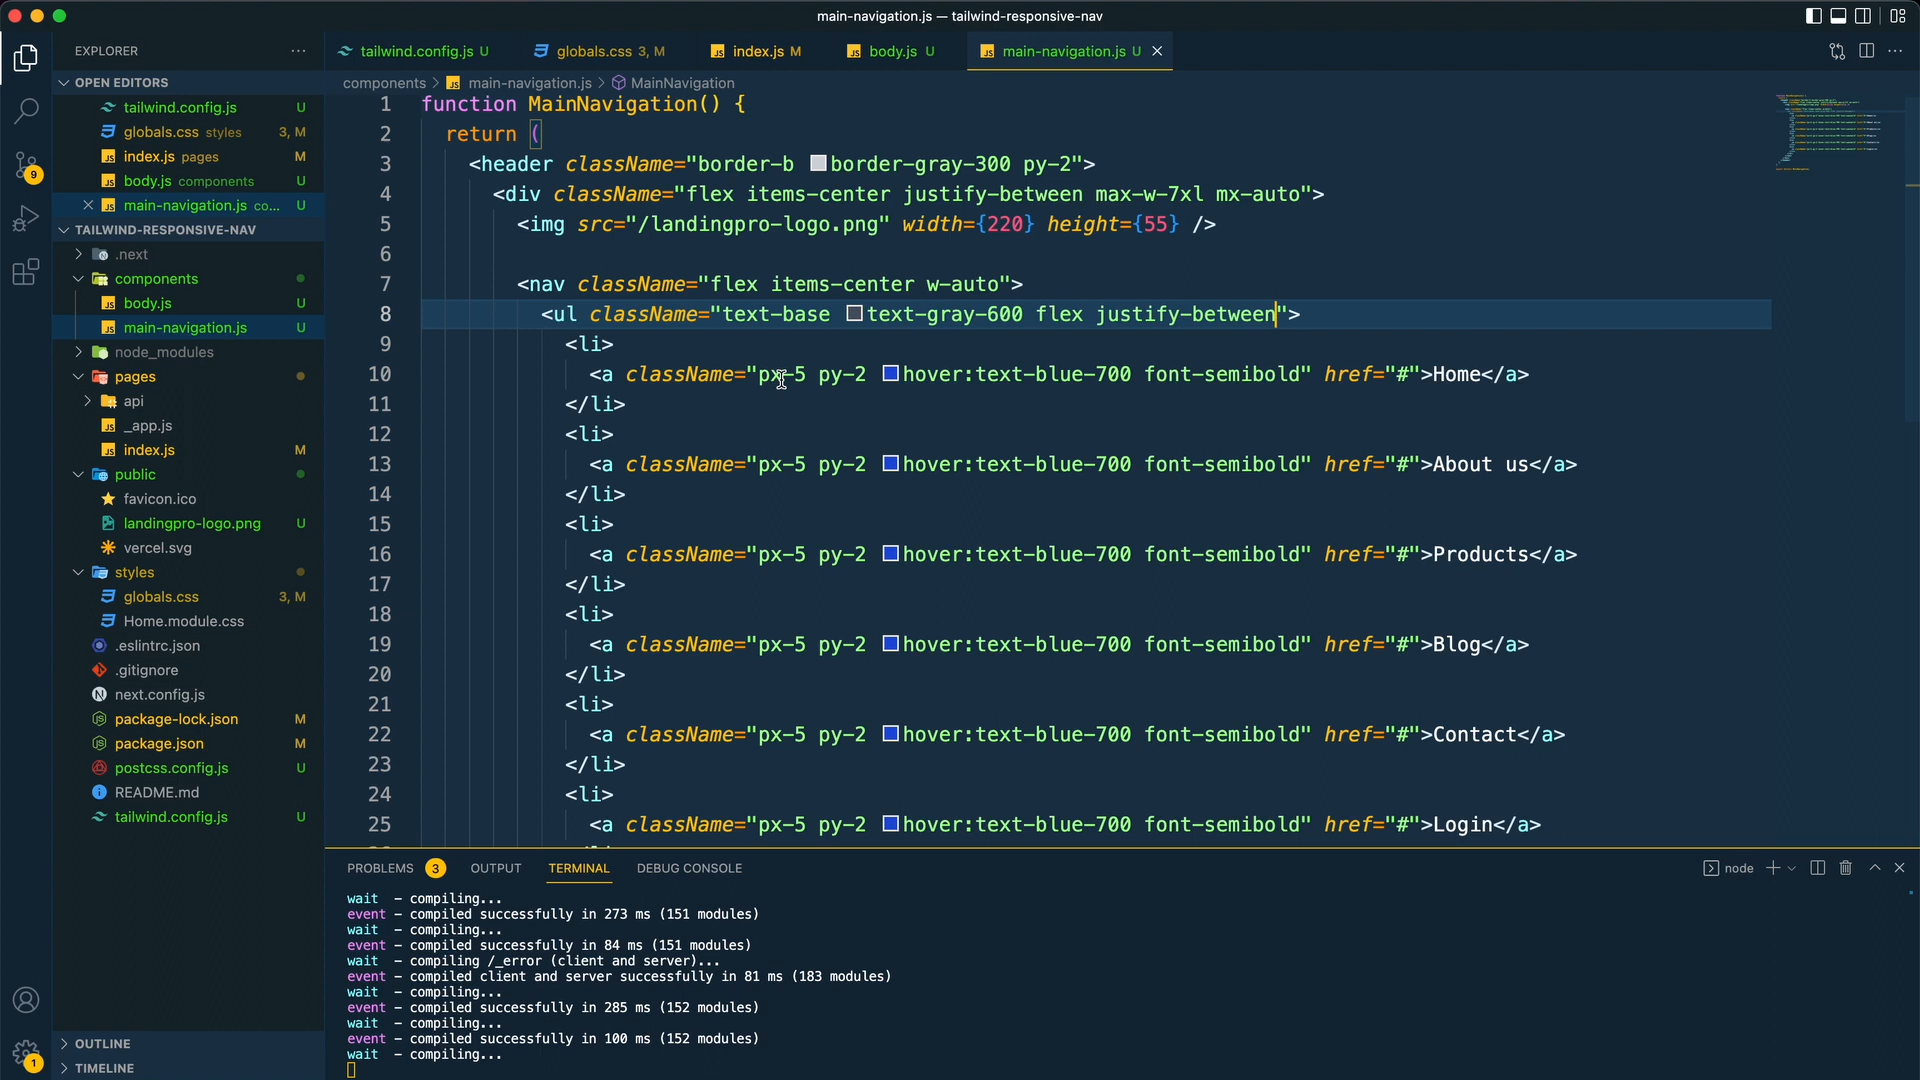 main-navigation.js — tailwind-responsive-nav
EXPLORER
tailwind.config.js U
globals.css 3, M
index.js M
body.js U
main-navigation.js U
OPEN EDITORS
tailwind.config.js U
globals.css styles 3, M
index.js pages M
body.js components U
main-navigation.js co... U
TAILWIND-RESPONSIVE-NAV
.next
components
body.js U
main-navigation.js U
node_modules
pages
api
_app.js
index.js M
public
favicon.ico
landingpro-logo.png U
vercel.svg
styles
globals.css 3, M
Home.module.css
.eslintrc.json
.gitignore
next.config.js
package-lock.json M
package.json M
postcss.config.js U
README.md
tailwind.config.js U
OUTLINE
TIMELINE
9
1
components > main-navigation.js > MainNavigation
1 function MainNavigation() {
2 return (
3 <header className="border-b border-gray-300 py-2">
4 <div className="flex items-center justify-between max-w-7xl mx-auto">
5 <img src="/landingpro-logo.png" width={220} height={55} />
6
7 <nav className="flex items-center w-auto">
8 <ul className="text-base text-gray-600 flex justify-between">
9 <li>
10 <a className="px-5 py-2 hover:text-blue-700 font-semibold" href="#">Home</a>
11 </li>
12 <li>
13 <a className="px-5 py-2 hover:text-blue-700 font-semibold" href="#">About us</a>
14 </li>
15 <li>
16 <a className="px-5 py-2 hover:text-blue-700 font-semibold" href="#">Products</a>
17 </li>
18 <li>
19 <a className="px-5 py-2 hover:text-blue-700 font-semibold" href="#">Blog</a>
20 </li>
21 <li>
22 <a className="px-5 py-2 hover:text-blue-700 font-semibold" href="#">Contact</a>
23 </li>
24 <li>
25 <a className="px-5 py-2 hover:text-blue-700 font-semibold" href="#">Login</a>
PROBLEMS 3 OUTPUT TERMINAL DEBUG CONSOLE
node
wait – compiling...
event – compiled successfully in 273 ms (151 modules)
wait – compiling...
event – compiled successfully in 84 ms (151 modules)
wait – compiling /_error (client and server)...
event – compiled client and server successfully in 81 ms (183 modules)
wait – compiling...
event – compiled successfully in 285 ms (152 modules)
wait – compiling...
event – compiled successfully in 100 ms (152 modules)
wait – compiling...